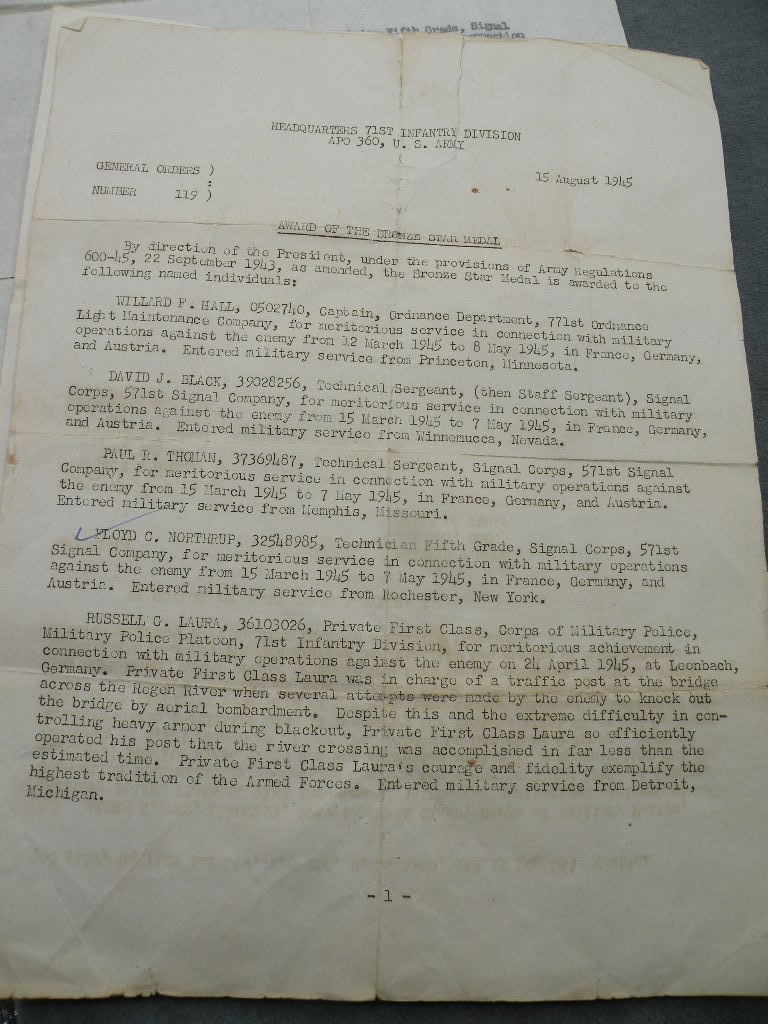 Fifth Grade, Signal
HEADQUARTERS 71ST INFANTRY DIVISION
APO 360, U. S. ARMY
GENERAL ORDERS )
:
NUMBER 119 )
15 August 1945
AWARD OF THE BRONZE STAR MEDAL
By direction of the President, under the provisions of Army Regulations
600-45, 22 September 1943, as amended, the Bronze Star Medal is awarded to the
following named individuals:
WILLARD F. HALL, 0502740, Captain, Ordnance Department, 771st Ordnance
Light Maintenance Company, for meritorious service in connection with military
operations against the enemy from 12 March 1945 to 8 May 1945, in France, Germany,
and Austria. Entered military service from Princeton, Minnesota.
DAVID J. BLACK, 39028256, Technical Sergeant, (then Staff Sergeant), Signal
Corps, 571st Signal Company, for meritorious service in connection with military
operations against the enemy from 15 March 1945 to 7 May 1945, in France, Germany,
and Austria. Entered military service from Winnemucca, Nevada.
PAUL R. THOMAN, 37369487, Technical Sergeant, Signal Corps, 571st Signal
Company, for meritorious service in connection with military operations against
the enemy from 15 March 1945 to 7 May 1945, in France, Germany, and Austria.
Entered military service from Memphis, Missouri.
FLOYD C. NORTHRUP, 32548985, Technician Fifth Grade, Signal Corps, 571st
Signal Company, for meritorious service in connection with military operations
against the enemy from 15 March 1945 to 7 May 1945, in France, Germany, and
Austria. Entered military service from Rochester, New York.
RUSSELL G. LAURA, 36103026, Private First Class, Corps of Military Police,
Military Police Platoon, 71st Infantry Division, for meritorious achievement in
connection with military operations against the enemy on 24 April 1945, at Leonbach,
Germany. Private First Class Laura was in charge of a traffic post at the bridge
across the Regen River when several attempts were made by the enemy to knock out
the bridge by aerial bombardment. Despite this and the extreme difficulty in con-
trolling heavy armor during blackout, Private First Class Laura so efficiently
operated his post that the river crossing was accomplished in far less than the
estimated time. Private First Class Laura's courage and fidelity exemplify the
highest tradition of the Armed Forces. Entered military service from Detroit,
Michigan.
- 1 -